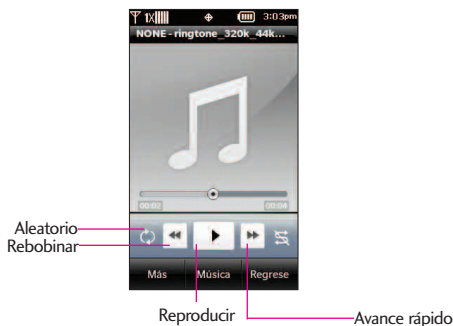 1X 3:03pm
NONE - ringtone_320k_44k...
00:02 00:04
Aleatorio
Rebobinar
Más Música Regrese
Reproducir
Avance rápido